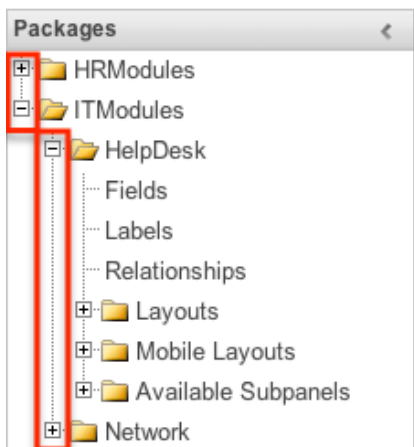 Packages
HRModules
ITModules
HelpDesk
Fields
Labels
Relationships
Layouts
Mobile Layouts
Available Subpanels
Network